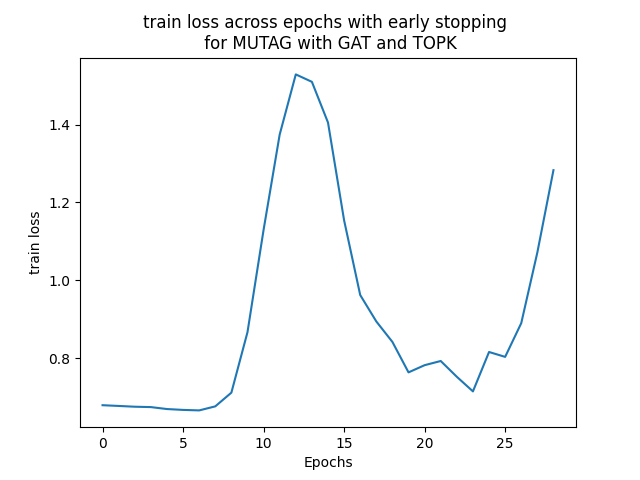 train loss across epochs with early stopping
for MUTAG with GAT and TOPK
1.4
1.2
1.0
0.8
train loss
0 5 10 15 20 25
Epochs